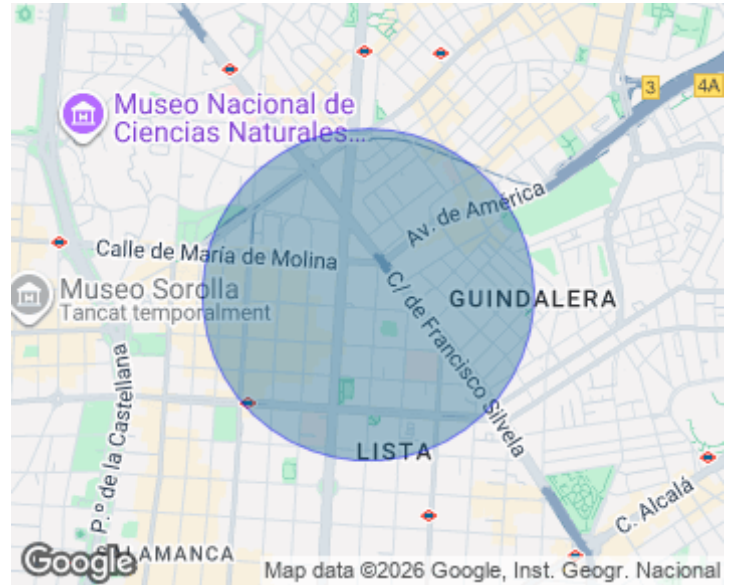 3
4A
Museo Nacional de
Ciencias Naturales...
Av. de América
Calle de María de Molina
Museo Sorolla
Tancat temporalment
GUINDALERA
C/ de Francisco Silvela
P.º de la Castellana
LISTA
C. Alcalá
SALAMANCA
Google
Map data ©2026 Google, Inst. Geogr. Nacional